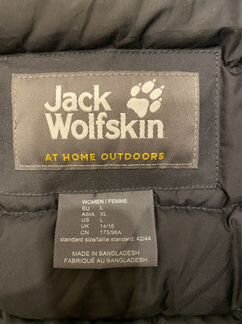 Jack
Wolfskin
AT HOME OUTDOORS
WOMEN / FEMME
EU L
ASIA XL
US L
UK 14/16
CN 175/96A
standard size/taille standard: 42/44
MADE IN BANGLADESH
FABRIQUÉ AU BANGLADESH